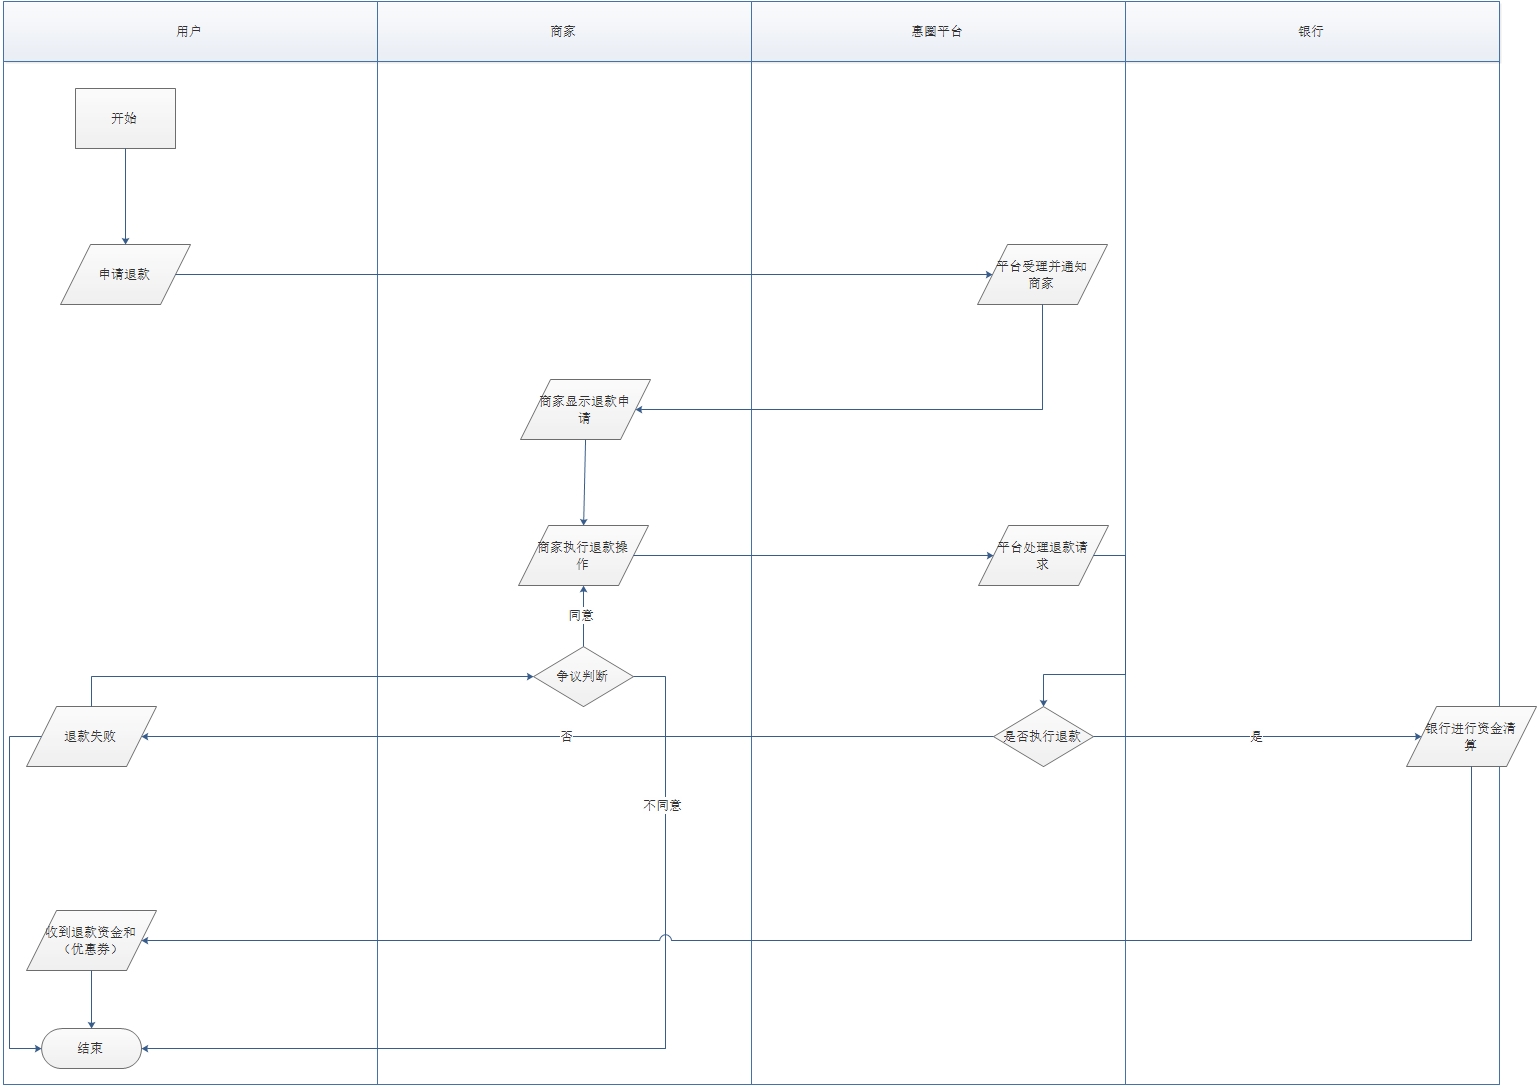 用户
商家
惠圈平台
银行
开始
申请退款
平台受理并通知
商家
商家显示退款申
请
商家执行退款操
作
平台处理退款请
求
同意
争议判断
退款失败
否
是否执行退款
是
银行进行资金清
算
不同意
收到退款资金和
（优惠券）
结束